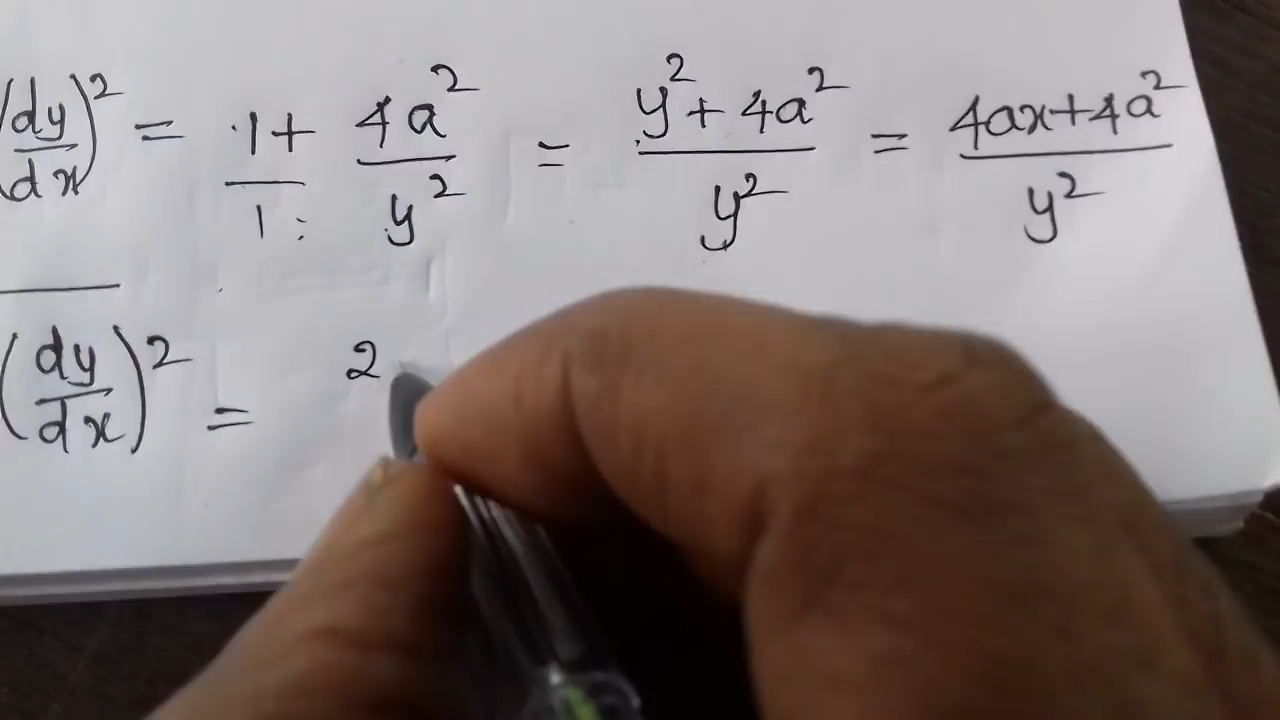 (dy/dx)² = 1/1 + 4a²/y² = (y² + 4a²)/y² = (4ax + 4a²)/y²
(dy/dx)² = 2